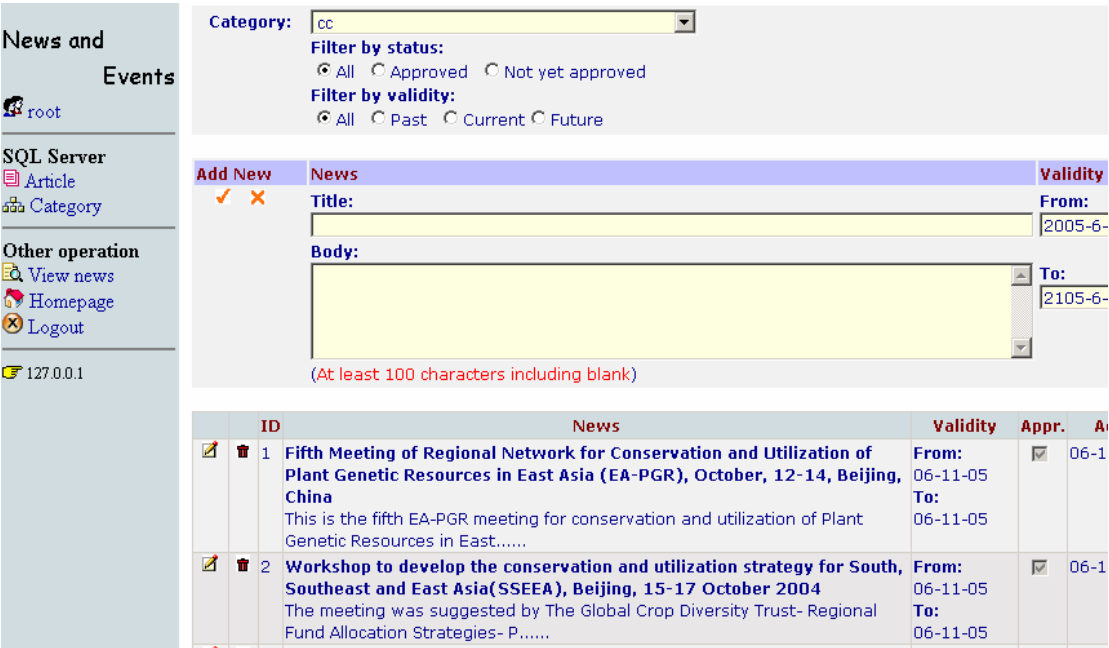 News and
Events
root
SQL Server
Article
Category
Other operation
View news
Homepage
Logout
127.0.0.1
Category: cc
Filter by status:
All Approved Not yet approved
Filter by validity:
All Past Current Future
Add New News Validity
Title: From:
2005-6-
Body: To:
2105-6-
(At least 100 characters including blank)
ID News Validity Appr.
1 Fifth Meeting of Regional Network for Conservation and Utilization of From: 06-1
Plant Genetic Resources in East Asia (EA-PGR), October, 12-14, Beijing, 06-11-05
China To:
This is the fifth EA-PGR meeting for conservation and utilization of Plant 06-11-05
Genetic Resources in East......
2 Workshop to develop the conservation and utilization strategy for South, From: 06-1
Southeast and East Asia(SSEEA), Beijing, 15-17 October 2004 06-11-05
The meeting was suggested by The Global Crop Diversity Trust- Regional To:
Fund Allocation Strategies- P...... 06-11-05